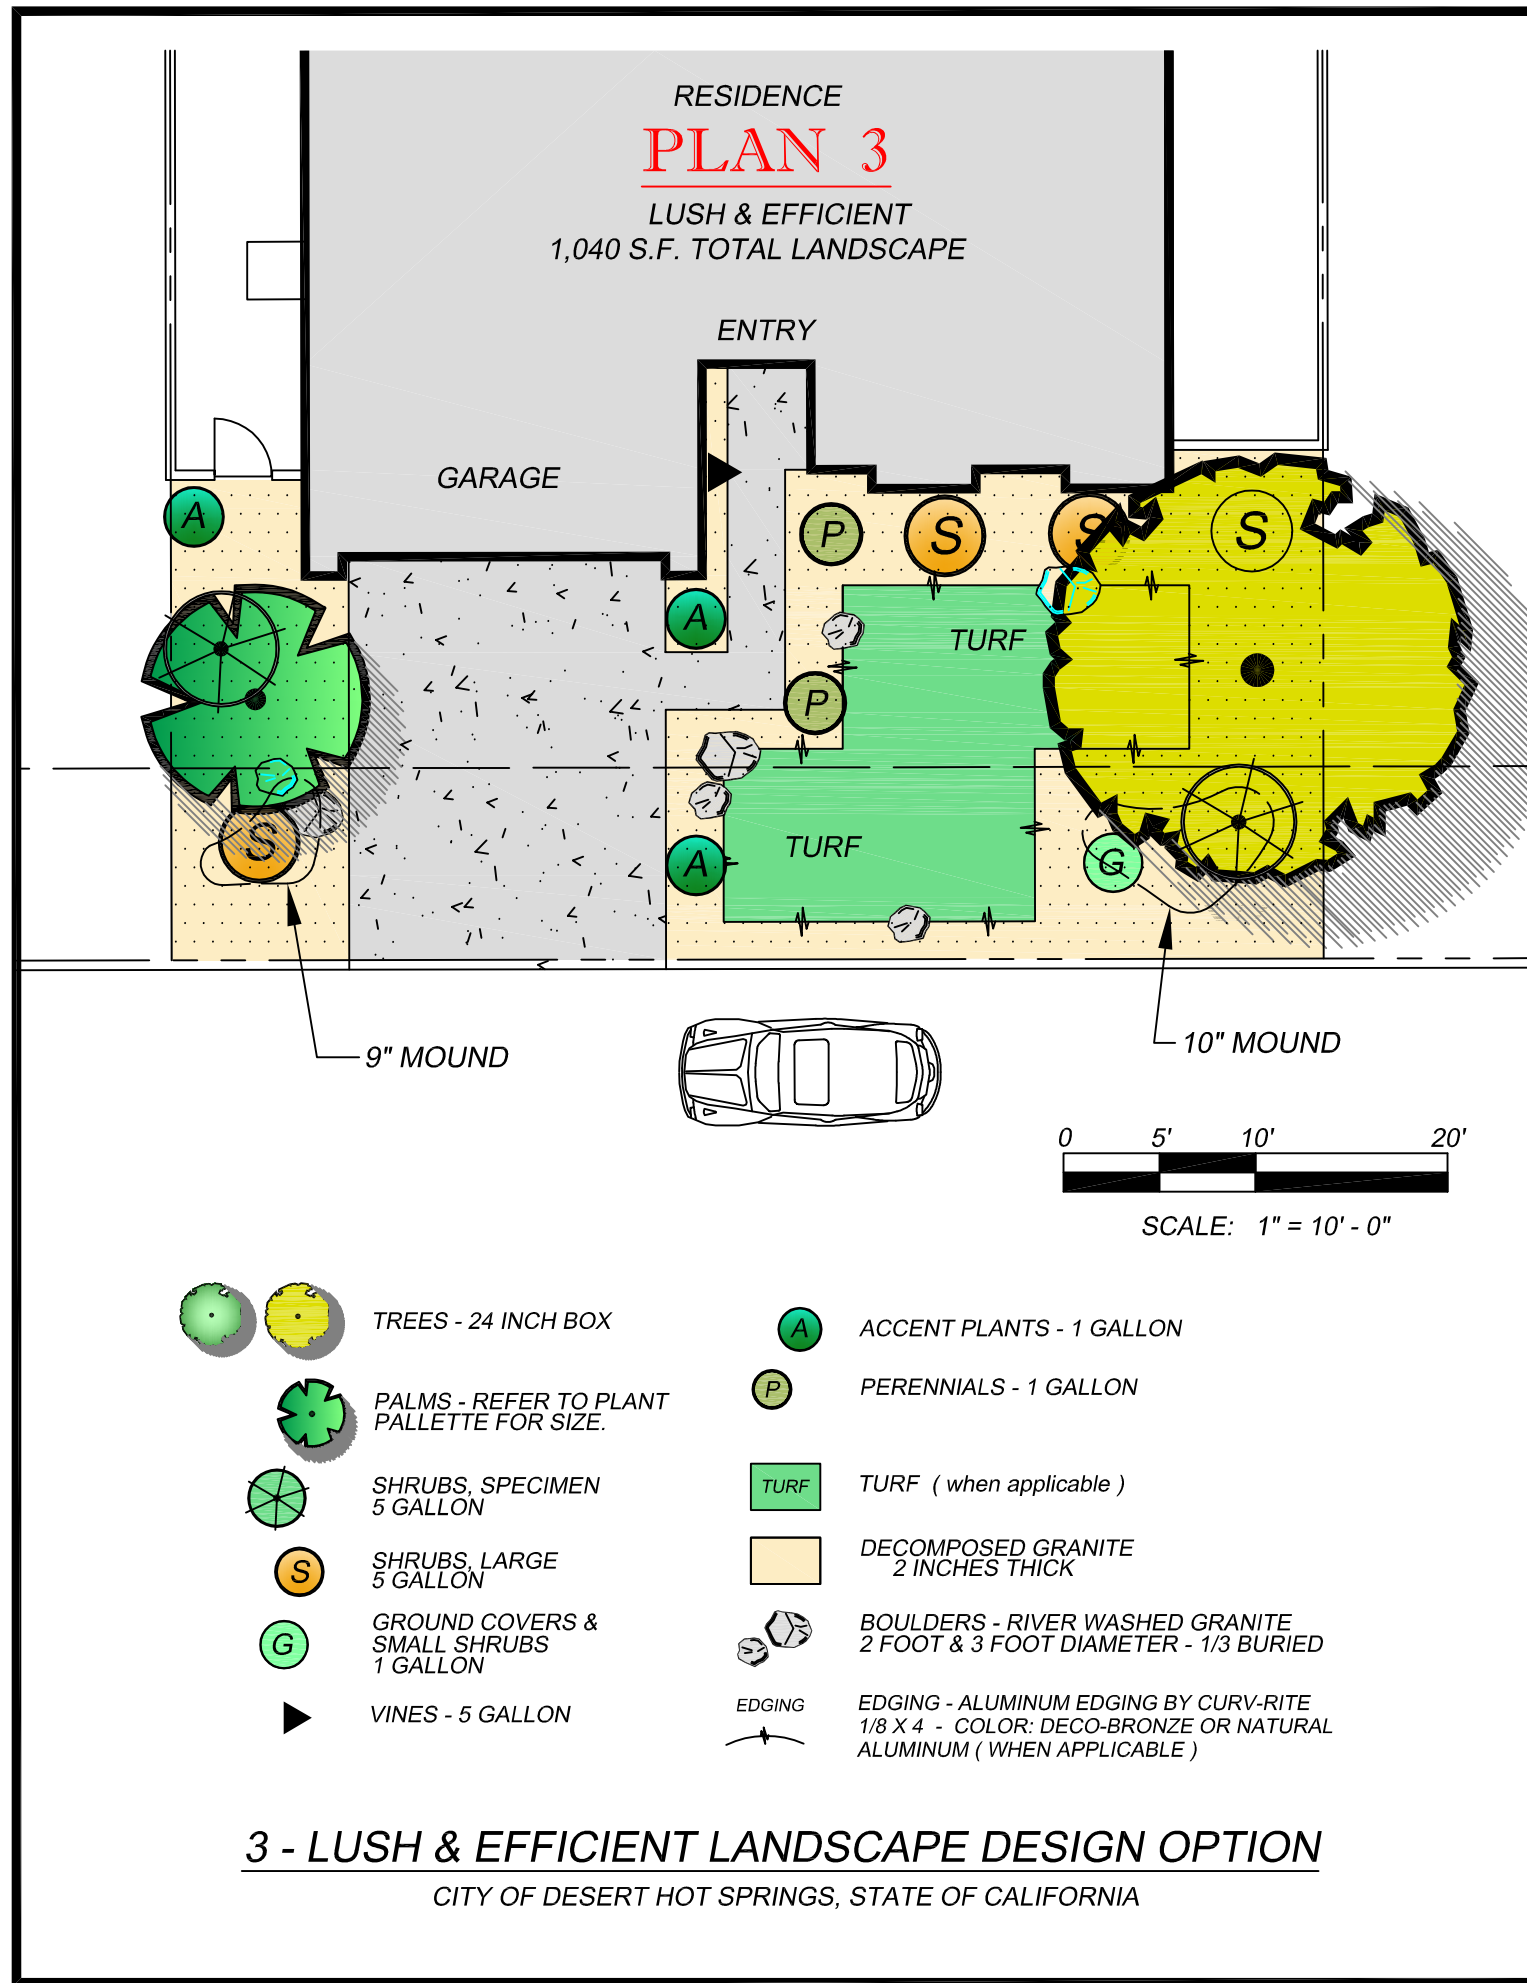 RESIDENCE
PLAN 3
LUSH & EFFICIENT
1,040 S.F. TOTAL LANDSCAPE
ENTRY
GARAGE
A
P
S
S
S
A
TURF
P
TURF
S
A
G
9" MOUND
10" MOUND
0 5' 10' 20'
SCALE: 1" = 10' - 0"
TREES - 24 INCH BOX
PALMS - REFER TO PLANT
PALLETTE FOR SIZE.
SHRUBS, SPECIMEN
5 GALLON
S
SHRUBS, LARGE
5 GALLON
G
GROUND COVERS &
SMALL SHRUBS
1 GALLON
VINES - 5 GALLON
A
ACCENT PLANTS - 1 GALLON
P
PERENNIALS - 1 GALLON
TURF
TURF ( when applicable )
DECOMPOSED GRANITE
2 INCHES THICK
BOULDERS - RIVER WASHED GRANITE
2 FOOT & 3 FOOT DIAMETER - 1/3 BURIED
EDGING
EDGING - ALUMINUM EDGING BY CURV-RITE
1/8 X 4 - COLOR: DECO-BRONZE OR NATURAL
ALUMINUM ( WHEN APPLICABLE )
3 - LUSH & EFFICIENT LANDSCAPE DESIGN OPTION
CITY OF DESERT HOT SPRINGS, STATE OF CALIFORNIA